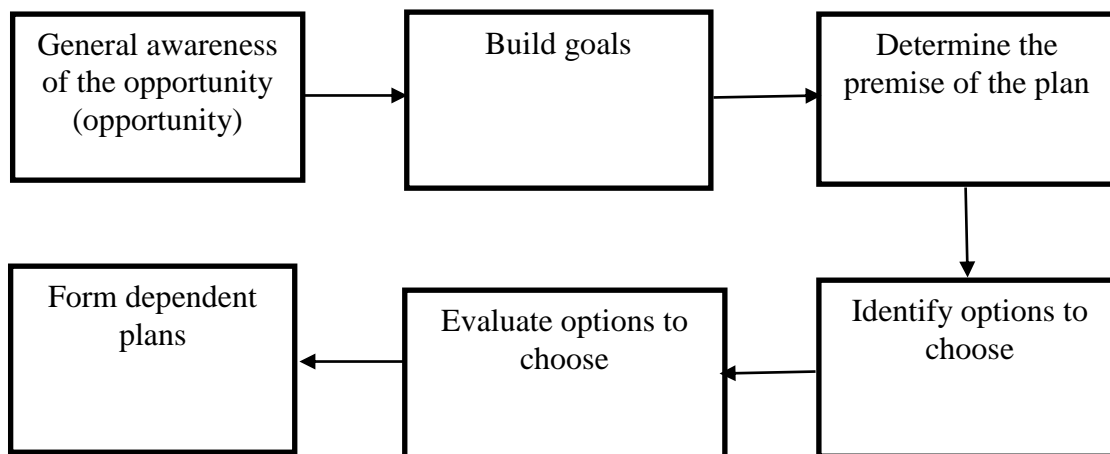 General awareness
of the opportunity
(opportunity)
Build goals
Determine the
premise of the plan
Identify options to
choose
Evaluate options to
choose
Form dependent
plans